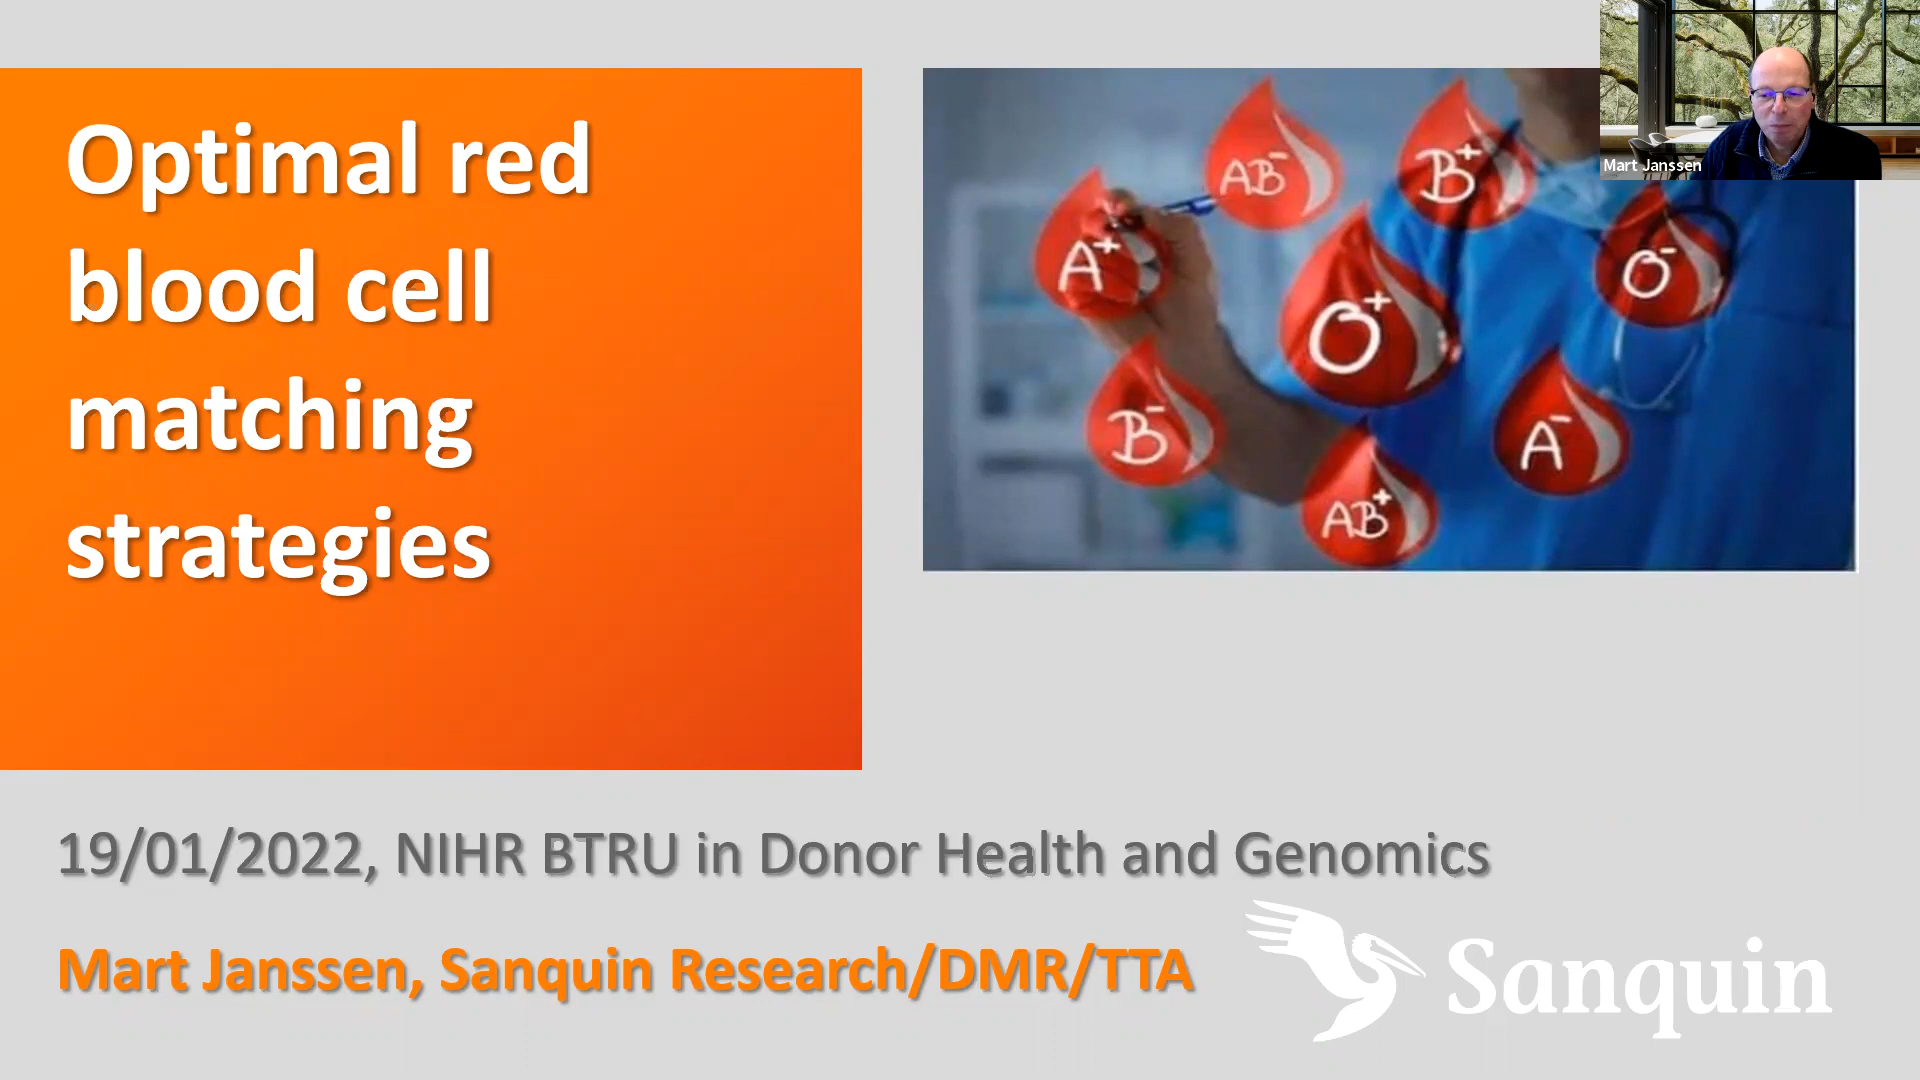 Optimal red
blood cell
matching
strategies
AB-
B+
A+
O-
O+
B-
A-
AB+
Mart Janssen
19/01/2022, NIHR BTRU in Donor Health and Genomics
Mart Janssen, Sanquin Research/DMR/TTA
Sanquin